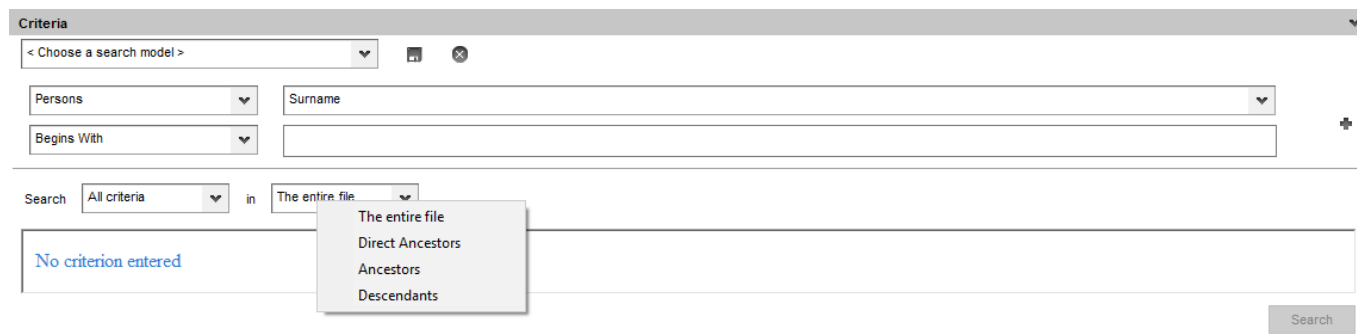 Criteria
< Choose a search model >
Persons Surname
Begins With
Search All criteria in The entire file
The entire file
Direct Ancestors
Ancestors
Descendants
No criterion entered
Search